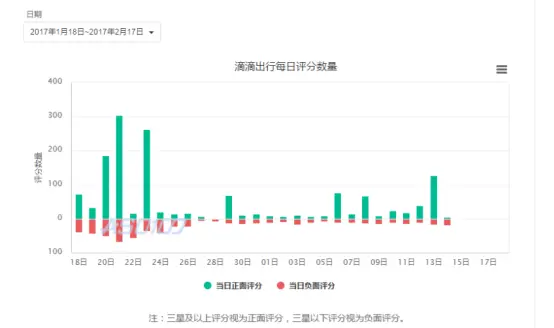 日期
2017年1月18日~2017年2月17日
滴滴出行每日评分数量
评分数量
400
300
200
100
0
100
18日 20日 22日 24日 26日 28日 30日 01日 03日 05日 07日 09日 11日 13日 15日 17日
当日正面评分 当日负面评分
注：三星及以上评分视为正面评分，三星以下评分视为负面评分。